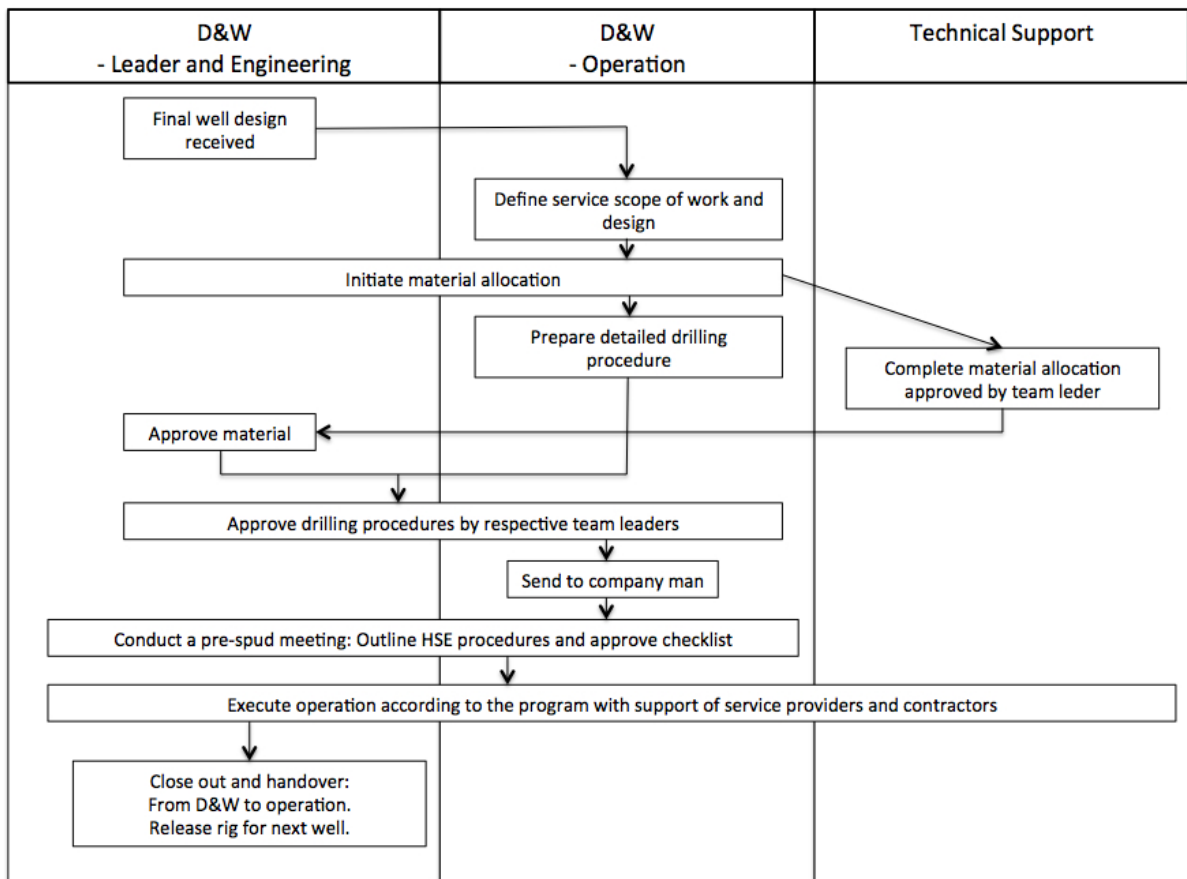 D&W
- Leader and Engineering
D&W
- Operation
Technical Support
Final well design
received
Define service scope of work and
design
Initiate material allocation
Prepare detailed drilling
procedure
Complete material allocation
approved by team leder
Approve material
Approve drilling procedures by respective team leaders
Send to company man
Conduct a pre-spud meeting: Outline HSE procedures and approve checklist
Execute operation according to the program with support of service providers and contractors
Close out and handover:
From D&W to operation.
Release rig for next well.